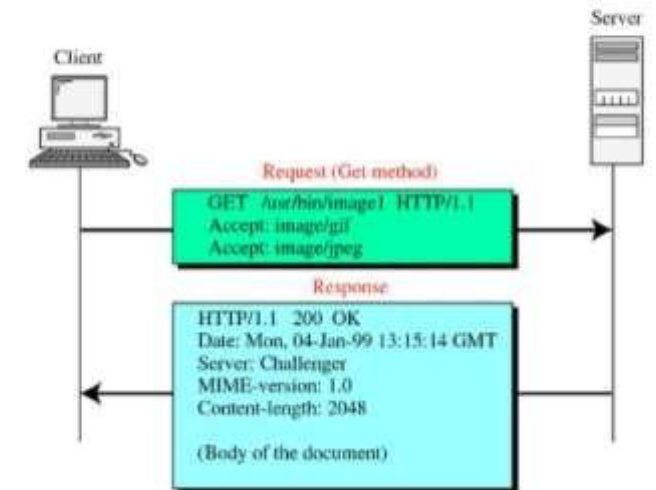 Server
Client
Request (Get method)
GET /usr/bin/image1 HTTP/1.1
Accept: image/gif
Accept: image/jpeg
Response
HTTP/1.1 200 OK
Date: Mon, 04-Jan-99 13:15:14 GMT
Server: Challenger
MIME-version: 1.0
Content-length: 2048
(Body of the document)